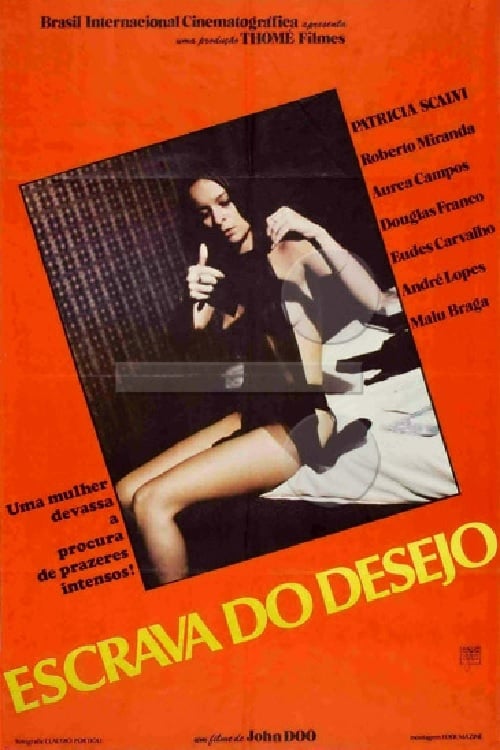 Brasil Internacional Cinematográfica apresenta
uma produção THOMÉ Filmes
PATRICIA SCALVI
Roberto Miranda
Aurea Campos
Douglas Franco
Eudes Carvalho
André Lopes
Malu Braga
Uma mulher
devassa
a
procura
de prazeres
intensos!
ESCRAVA DO DESEJO
um filme de John DOO